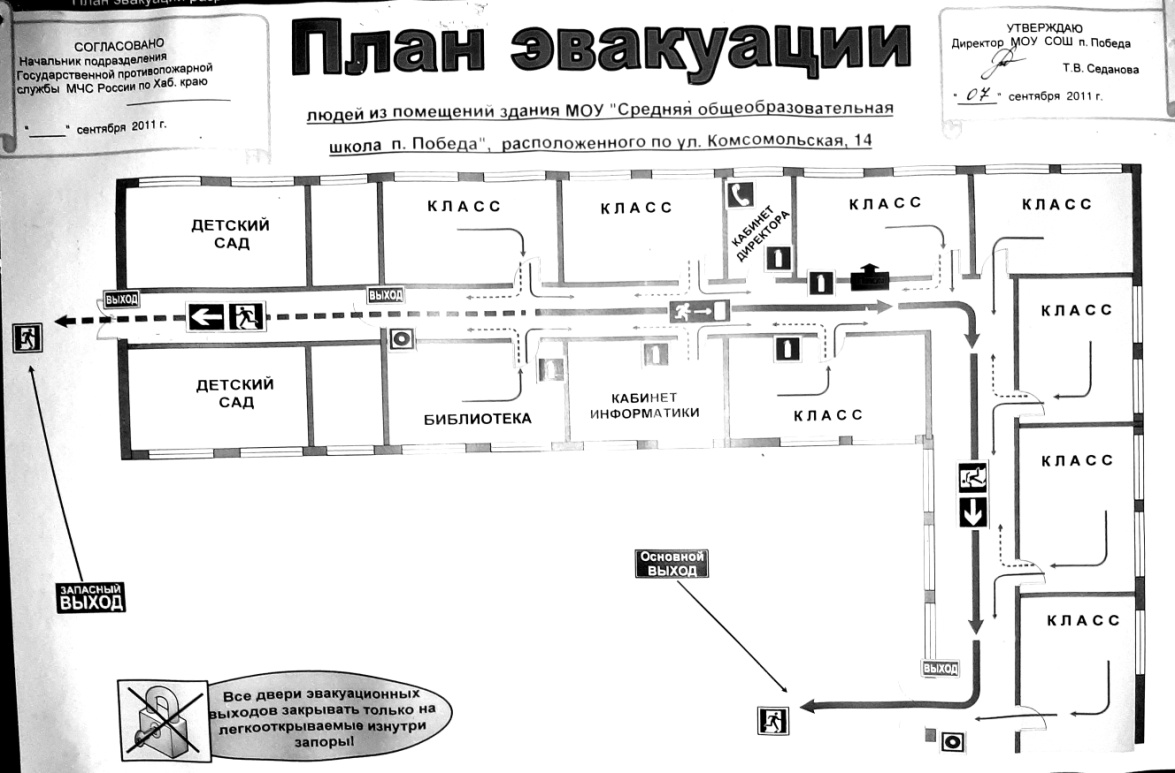 План эвакуации
СОГЛАСОВАНО
Начальник подразделения
Государственной противопожарной
службы МЧС России по Хаб. краю
"____" сентября 2011 г.
План эвакуации
УТВЕРЖДАЮ
Директор МОУ СОШ п. Победа
Т.В. Седанова
"07" сентября 2011 г.
людей из помещений здания МОУ "Средняя общеобразовательная
школа п. Победа", расположенного по ул. Комсомольская, 14
ДЕТСКИЙ
САД
КЛАСС
КЛАСС
КАБИНЕТ
ДИРЕКТОРА
КЛАСС
КЛАСС
ВЫХОД
ВЫХОД
КЛАСС
ДЕТСКИЙ
САД
БИБЛИОТЕКА
КАБИНЕТ
ИНФОРМАТИКИ
КЛАСС
КЛАСС
Основной
ВЫХОД
ЗАПАСНЫЙ
ВЫХОД
КЛАСС
ВЫХОД
Все двери эвакуационных
выходов закрывать только на
легкооткрываемые изнутри
запоры!